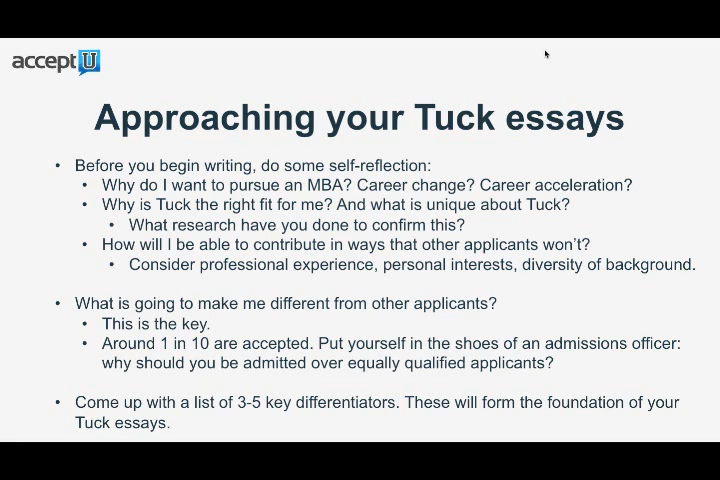 acceptU
Approaching your Tuck essays
• Before you begin writing, do some self-reflection:
• Why do I want to pursue an MBA? Career change? Career acceleration?
• Why is Tuck the right fit for me? And what is unique about Tuck?
• What research have you done to confirm this?
• How will I be able to contribute in ways that other applicants won't?
• Consider professional experience, personal interests, diversity of background.
• What is going to make me different from other applicants?
• This is the key.
• Around 1 in 10 are accepted. Put yourself in the shoes of an admissions officer:
why should you be admitted over equally qualified applicants?
• Come up with a list of 3-5 key differentiators. These will form the foundation of your
Tuck essays.